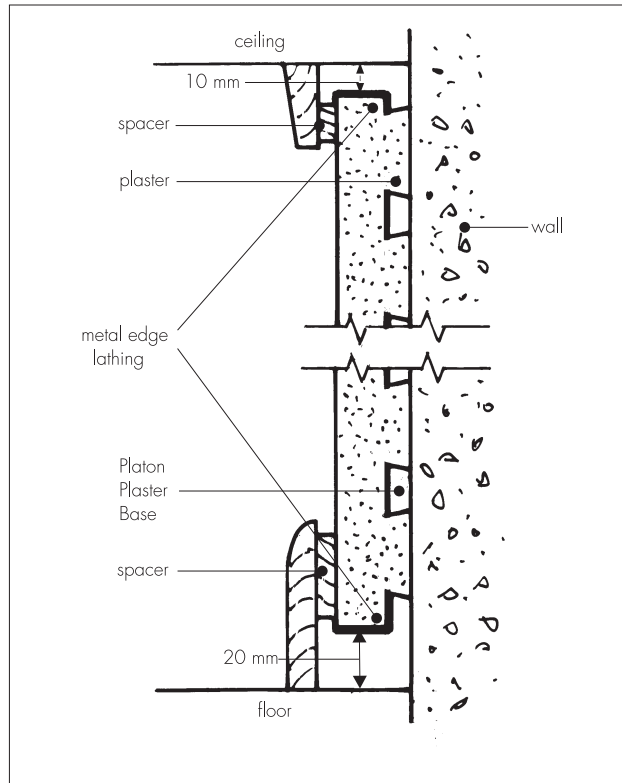 ceiling
10 mm
spacer
plaster
wall
metal edge
lathing
Platon
Plaster
Base
spacer
20 mm
floor